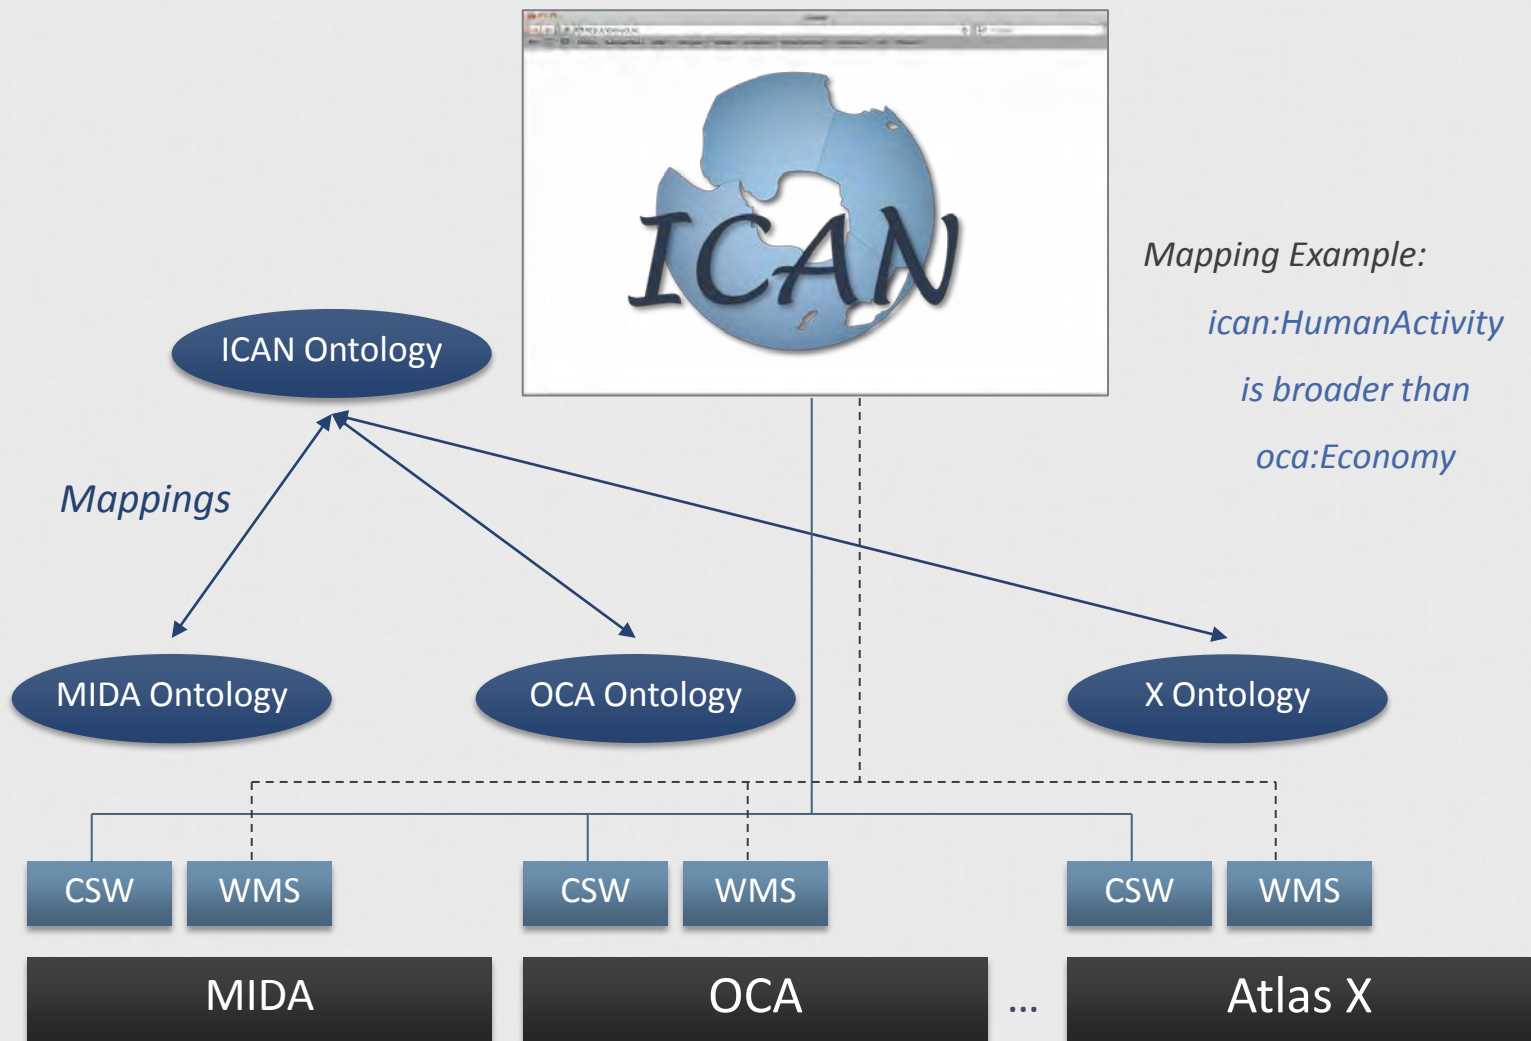 ICAN
Mapping Example:
ican:HumanActivity
is broader than
oca:Economy
ICAN Ontology
Mappings
MIDA Ontology
OCA Ontology
X Ontology
CSW
WMS
CSW
WMS
CSW
WMS
MIDA
OCA
...
Atlas X